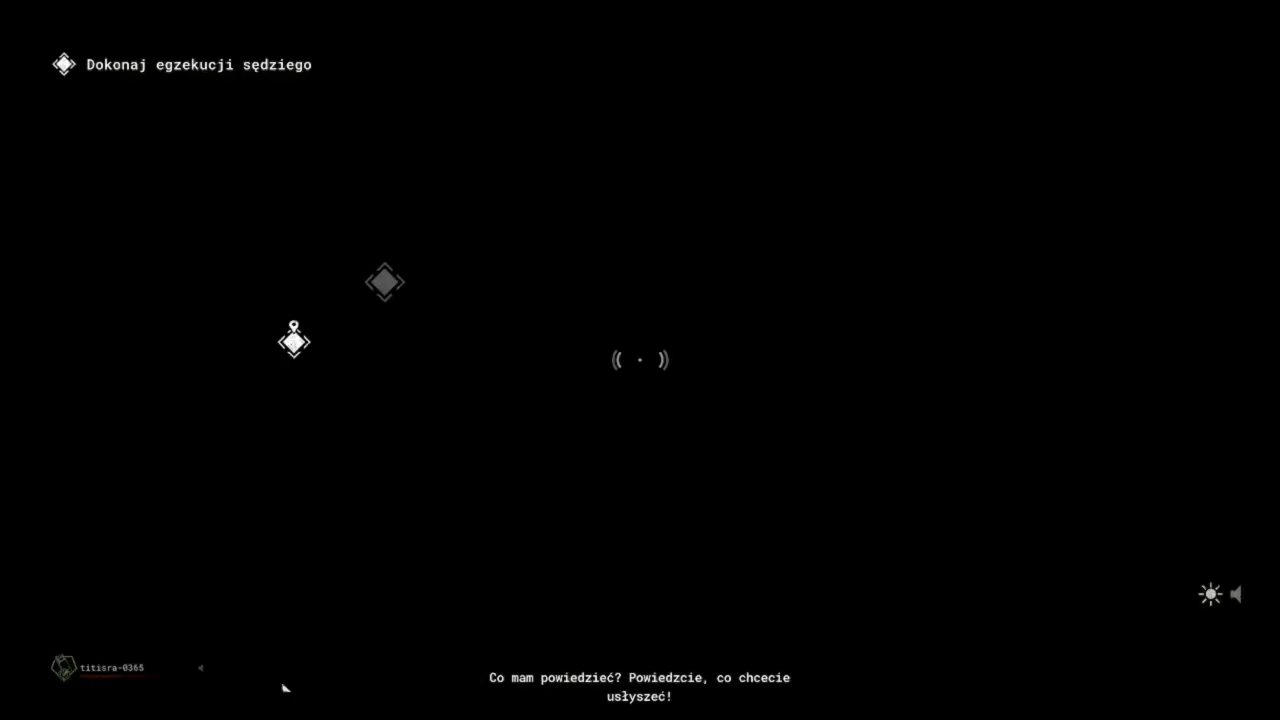 Dokonaj egzekucji sędziego
titisra-0365
Co mam powiedzieć? Powiedzcie, co chcecie
usłyszeć!